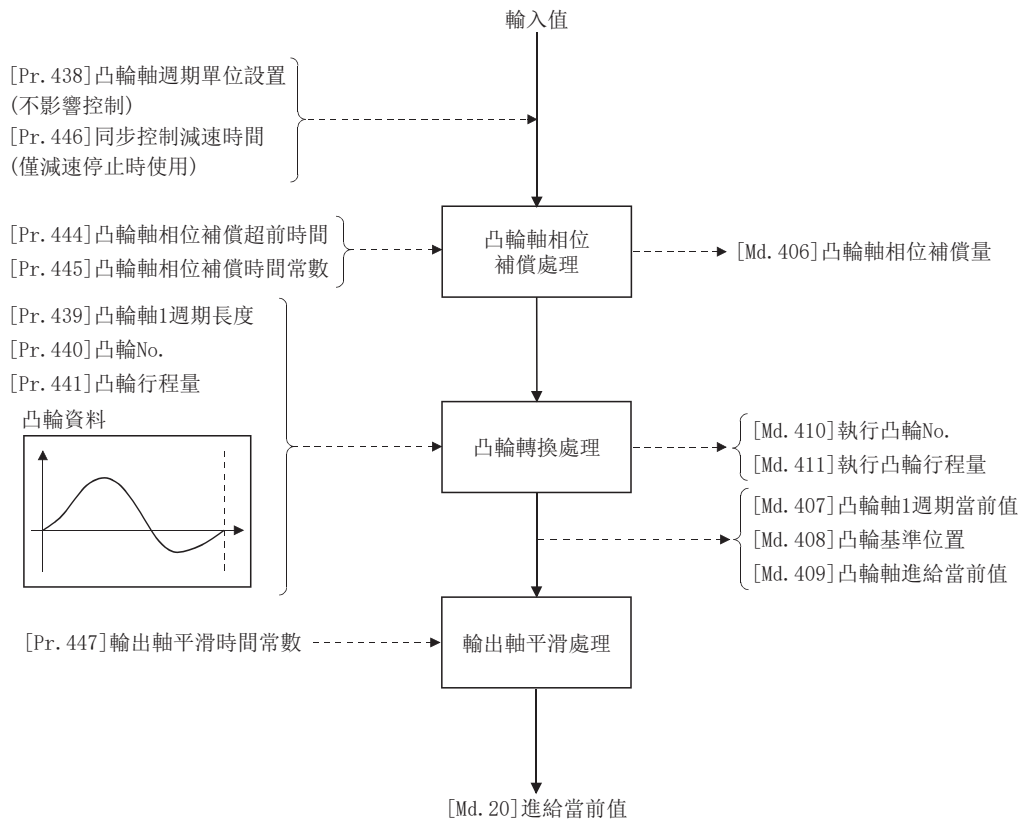 輸入值
[Pr.438]凸輪軸週期單位設置
(不影響控制)
[Pr.446]同步控制減速時間
(僅減速停止時使用)
[Pr.444]凸輪軸相位補償超前時間
[Pr.445]凸輪軸相位補償時間常數
凸輪軸相位
補償處理
[Md.406]凸輪軸相位補償量
[Pr.439]凸輪軸1週期長度
[Pr.440]凸輪No.
[Pr.441]凸輪行程量
凸輪資料
凸輪轉換處理
[Md.410]執行凸輪No.
[Md.411]執行凸輪行程量
[Md.407]凸輪軸1週期當前值
[Md.408]凸輪基準位置
[Md.409]凸輪軸進給當前值
[Pr.447]輸出軸平滑時間常數
輸出軸平滑處理
[Md.20]進給當前值